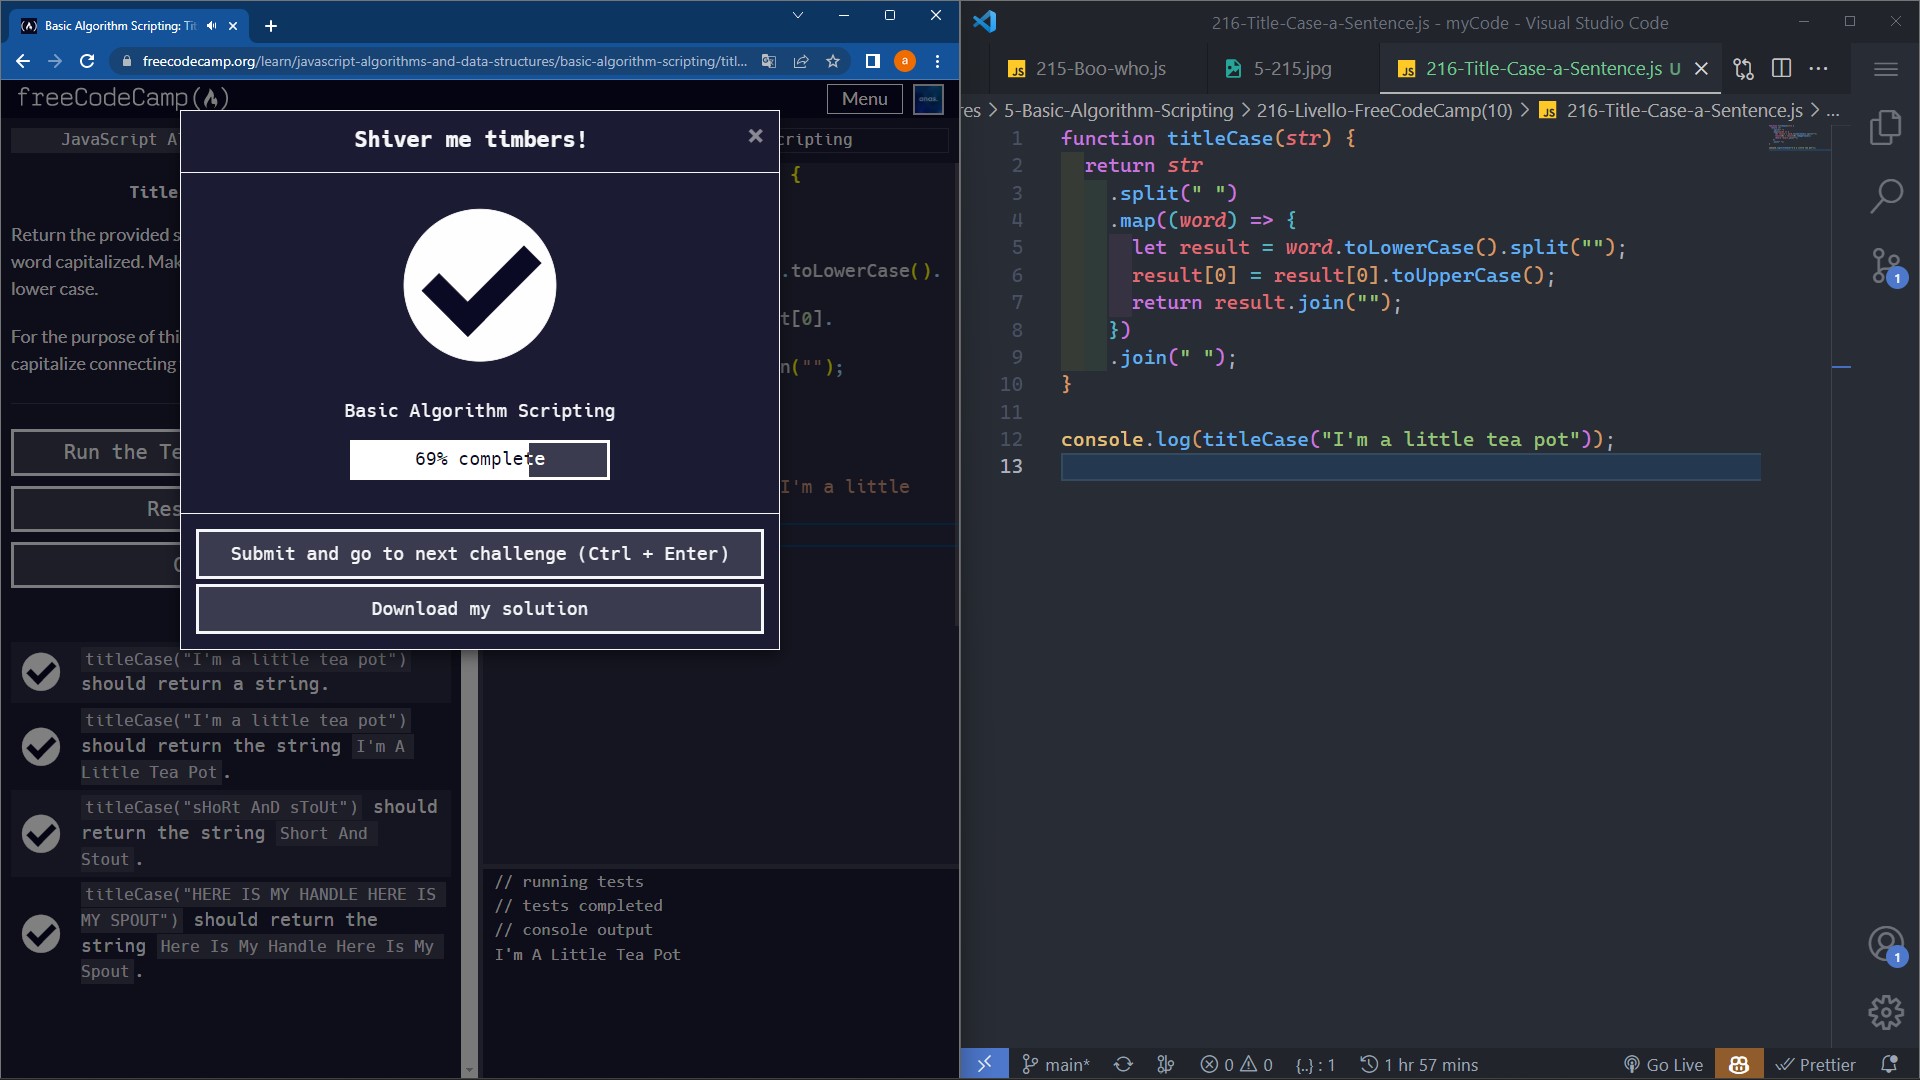 Basic Algorithm Scripting: Tit
freecodecamp.org/learn/javascript-algorithms-and-data-structures/basic-algorithm-scripting/titl...
a
freeCodeCamp
Menu
JavaScript A
cripting
Title
Return the provided s
word capitalized. Mak
lower case.
For the purpose of thi
capitalize connecting
Run the Te
Res
Shiver me timbers!
Basic Algorithm Scripting
69% complete
Submit and go to next challenge (Ctrl + Enter)
Download my solution
{
.toLowerCase().
t[0].
n("");
I'm a little
titleCase("I'm a little tea pot")
should return a string.
titleCase("I'm a little tea pot")
should return the string I'm A
Little Tea Pot.
titleCase("sHoRt AnD sToUt") should
return the string Short And
Stout.
titleCase("HERE IS MY HANDLE HERE IS
MY SPOUT") should return the
string Here Is My Handle Here Is My
Spout.
// running tests
// tests completed
// console output
I'm A Little Tea Pot
216-Title-Case-a-Sentence.js - myCode - Visual Studio Code
JS 215-Boo-who.js
5-215.jpg
JS 216-Title-Case-a-Sentence.js U
res > 5-Basic-Algorithm-Scripting > 216-Livello-FreeCodeCamp(10) > JS 216-Title-Case-a-Sentence.js > ...
1 function titleCase(str) {
2 return str
3 .split(" ")
4 .map((word) => {
5 let result = word.toLowerCase().split("");
6 result[0] = result[0].toUpperCase();
7 return result.join("");
8 })
9 .join(" ");
10 }
11
12 console.log(titleCase("I'm a little tea pot"));
13
1
1
main* 0 0 {..} : 1 1 hr 57 mins Go Live Prettier